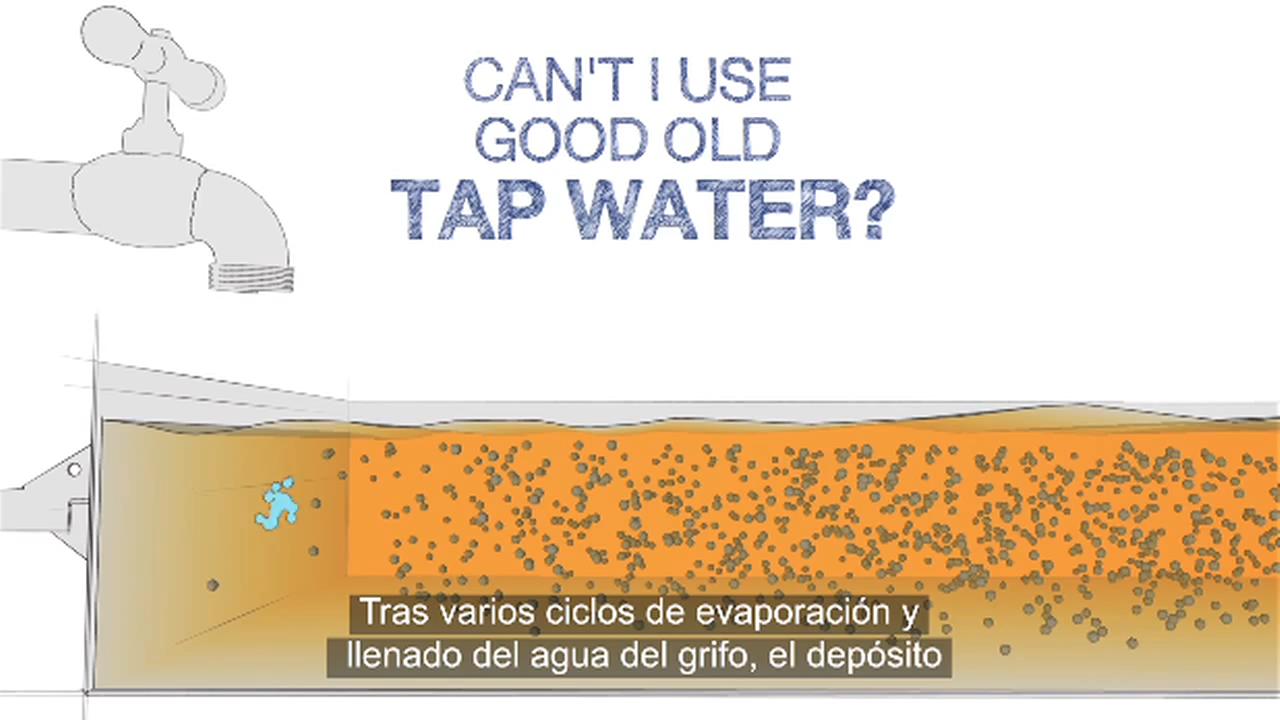 CAN'T I USE
GOOD OLD
TAP WATER?
Tras varios ciclos de evaporación y
llenado del agua del grifo, el depósito